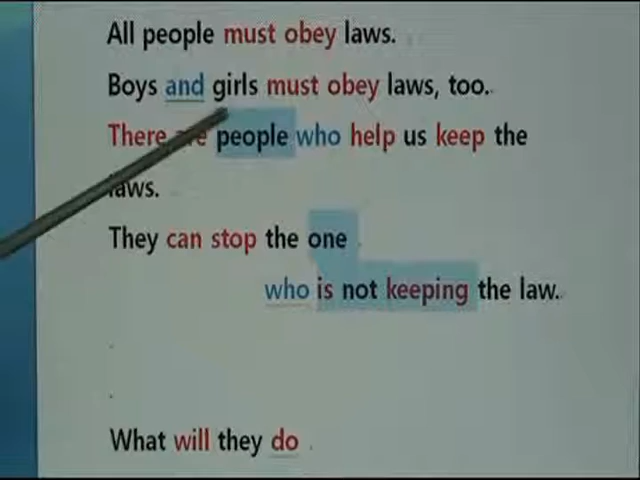 All people must obey laws.
Boys and girls must obey laws, too.
There are people who help us keep the
laws.
They can stop the one
who is not keeping the law.
What will they do